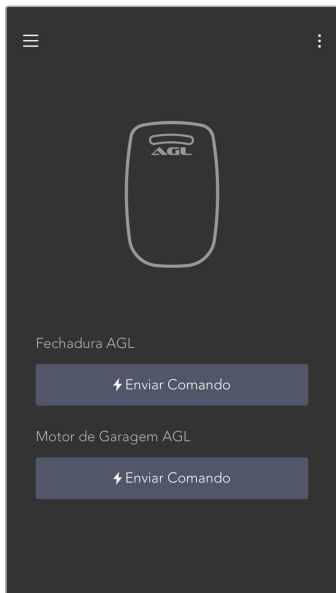 AGL
Fechadura AGL
Enviar Comando
Motor de Garagem AGL
Enviar Comando